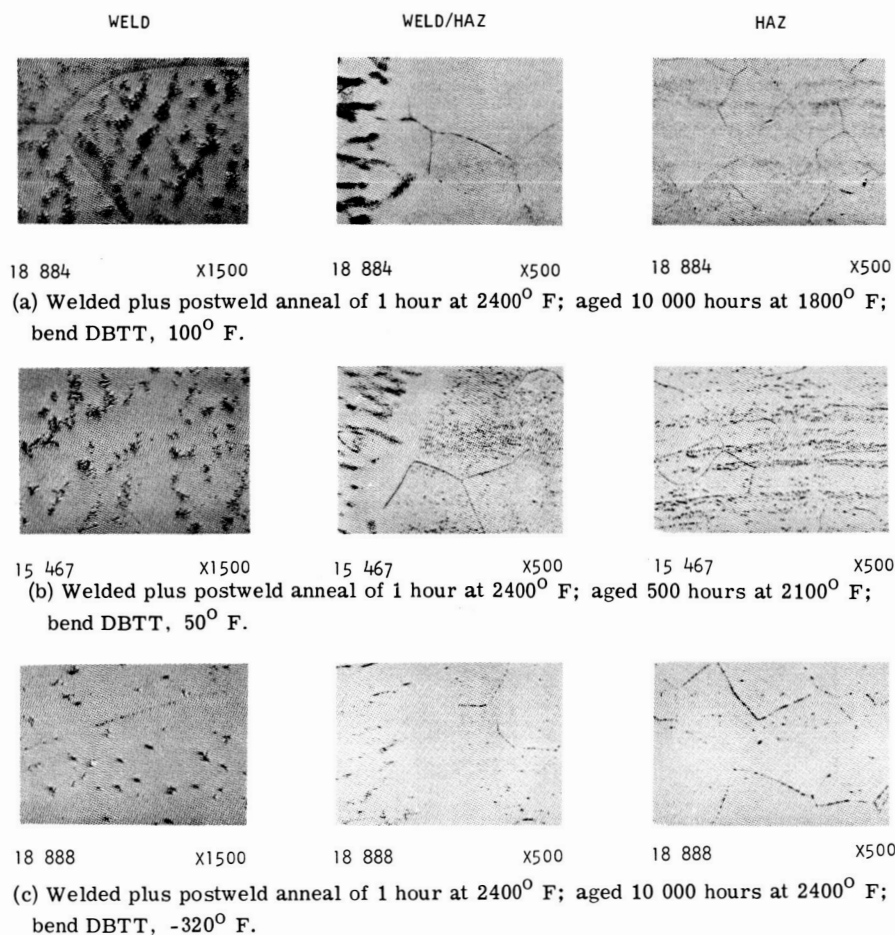 WELD WELD/HAZ HAZ
18 884 X1500 18 884 X500 18 884 X500
(a) Welded plus postweld anneal of 1 hour at 2400° F; aged 10 000 hours at 1800° F;
bend DBTT, 100° F.
15 467 X1500 15 467 X500 15 467 X500
(b) Welded plus postweld anneal of 1 hour at 2400° F; aged 500 hours at 2100° F;
bend DBTT, 50° F.
18 888 X1500 18 888 X500 18 888 X500
(c) Welded plus postweld anneal of 1 hour at 2400° F; aged 10 000 hours at 2400° F;
bend DBTT, -320° F.